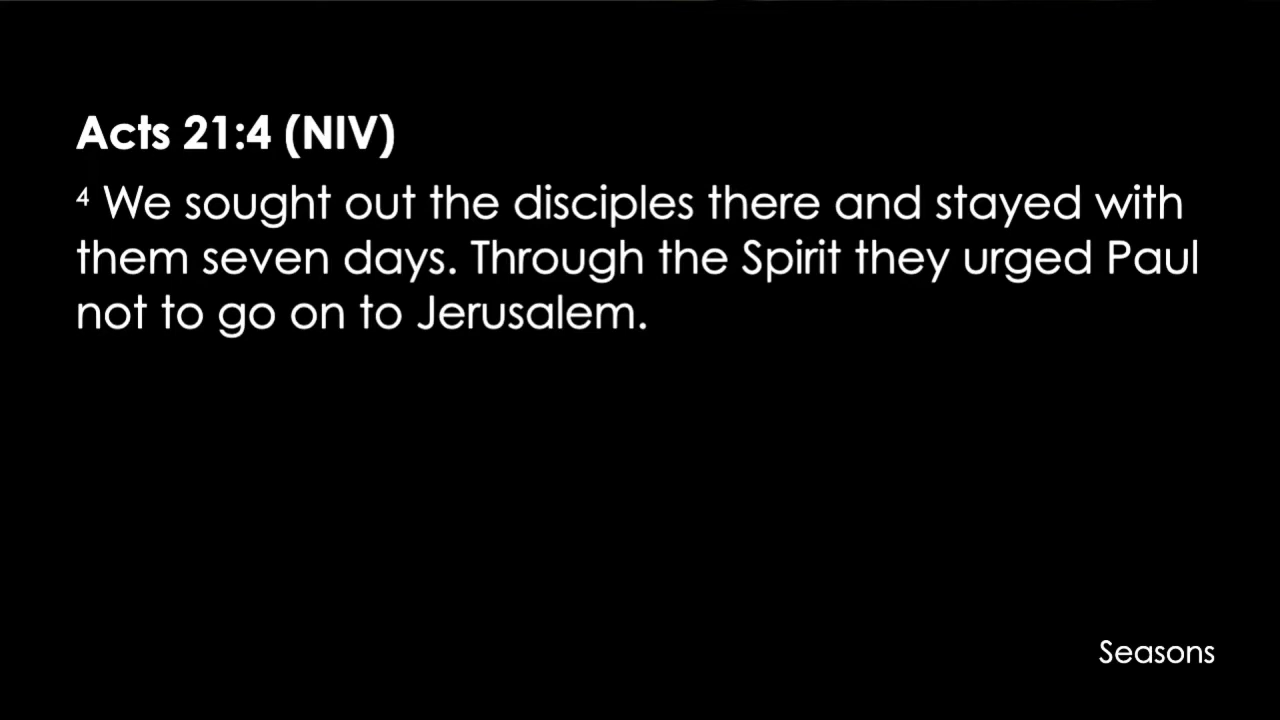 Acts 21:4 (NIV)
4 We sought out the disciples there and stayed with
them seven days. Through the Spirit they urged Paul
not to go on to Jerusalem.
Seasons